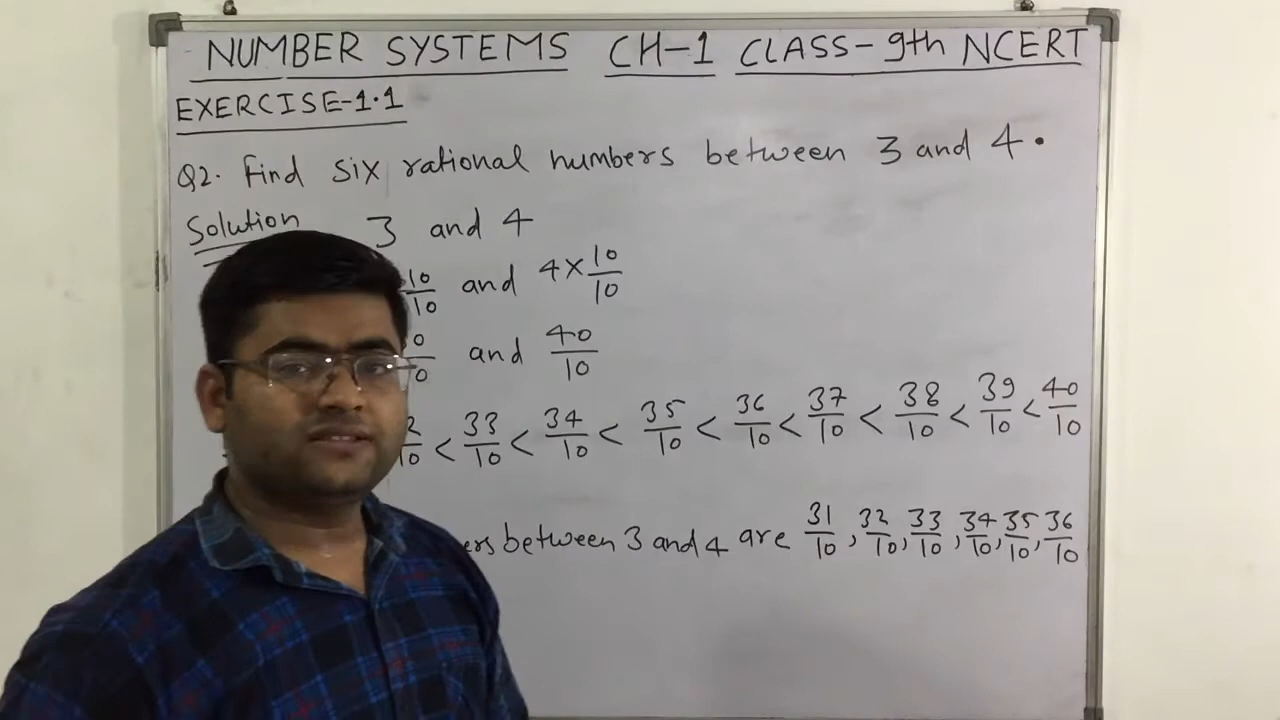 NUMBER SYSTEMS CH-1 CLASS-9th NCERT
EXERCISE-1.1
Q2. Find six rational numbers between 3 and 4.
Solution 3 and 4
10/10 and 4×10/10
and 40/10
< 33/10 < 34/10 < 35/10 < 36/10 < 37/10 < 38/10 < 39/10 < 40/10
between 3 and 4 are 31/10, 32/10, 33/10, 34/10, 35/10, 36/10